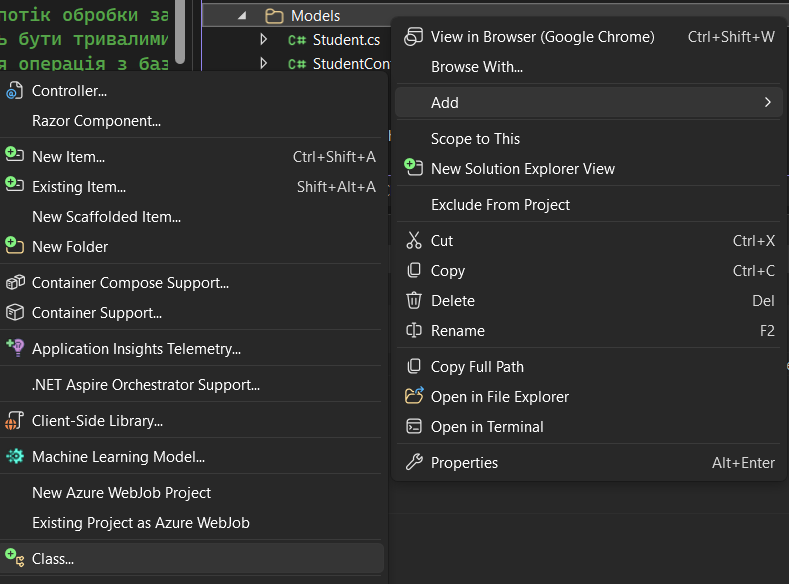 потік обробки за
ь бути тривалими
я операція з баз
Models
C# Student.cs
C# StudentCon
View in Browser (Google Chrome) Ctrl+Shift+W
Browse With...
Add
Scope to This
New Solution Explorer View
Exclude From Project
Cut Ctrl+X
Copy Ctrl+C
Delete Del
Rename F2
Copy Full Path
Open in File Explorer
Open in Terminal
Properties Alt+Enter
Controller...
Razor Component...
New Item... Ctrl+Shift+A
Existing Item... Shift+Alt+A
New Scaffolded Item...
New Folder
Container Compose Support...
Container Support...
Application Insights Telemetry...
.NET Aspire Orchestrator Support...
Client-Side Library...
Machine Learning Model...
New Azure WebJob Project
Existing Project as Azure WebJob
Class...